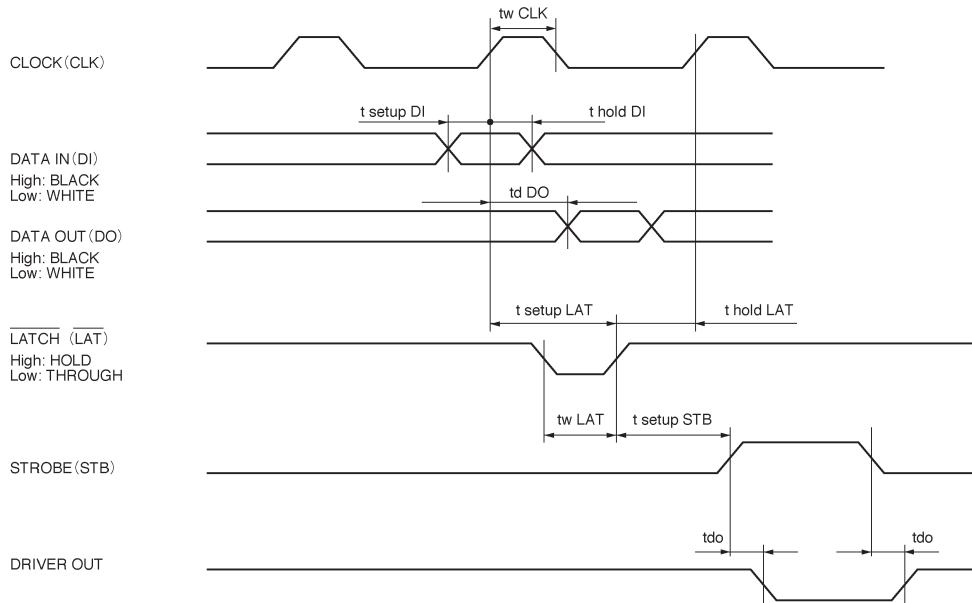 tw CLK
CLOCK(CLK)
t setup DI
t hold DI
DATA IN(DI)
High: BLACK
Low: WHITE
td DO
DATA OUT(DO)
High: BLACK
Low: WHITE
t setup LAT
t hold LAT
LATCH (LAT)
High: HOLD
Low: THROUGH
tw LAT
t setup STB
STROBE(STB)
tdo
tdo
DRIVER OUT